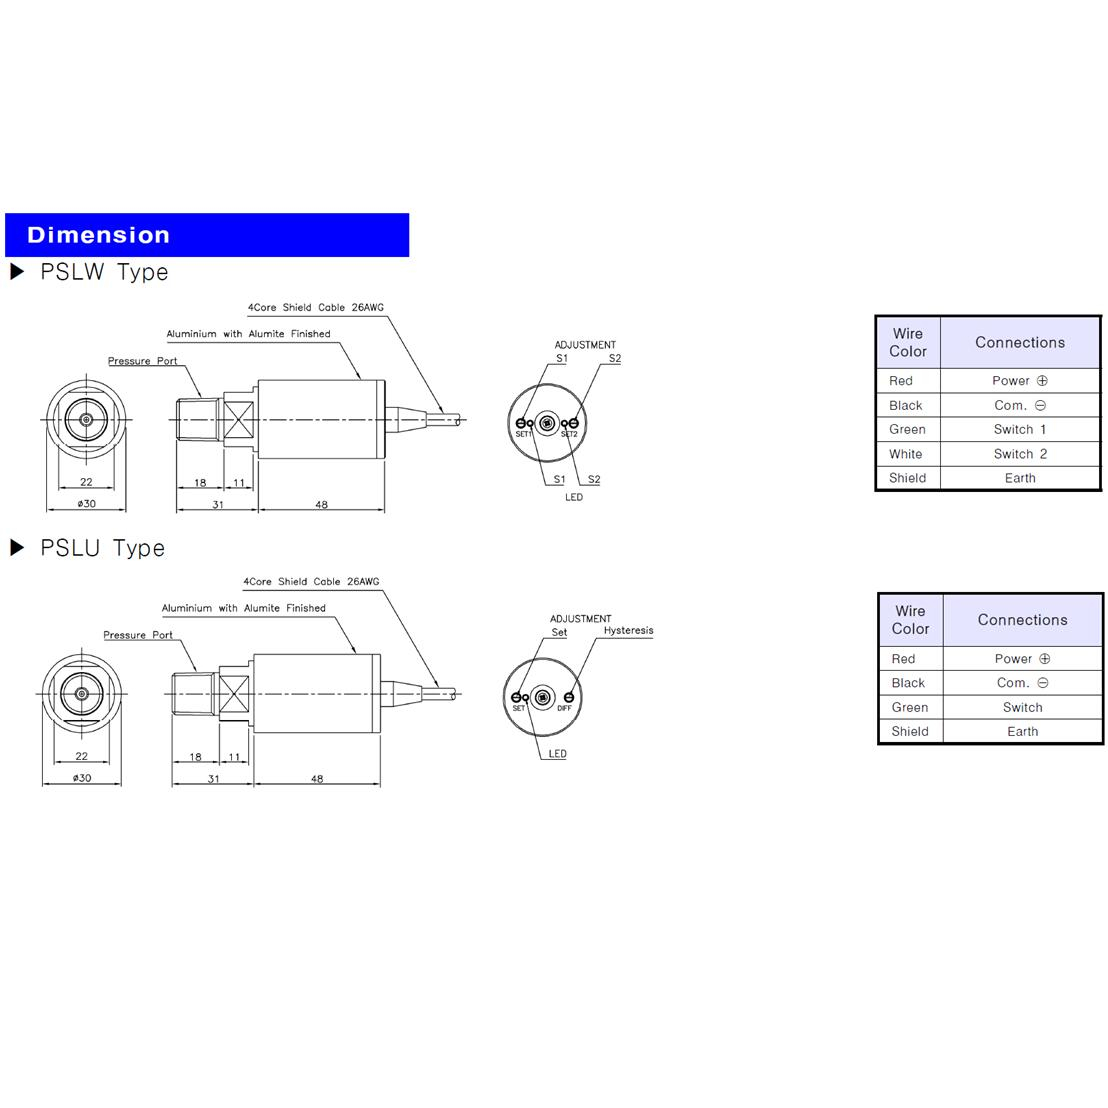 Dimension
▶ PSLW Type
4Core Shield Cable 26AWG
Aluminium with Alumite Finished
Pressure Port
22
ø30
18
11
31
48
ADJUSTMENT
S1
S2
SET1
SET2
S1
S2
LED
Wire Color
Connections
Red
Power ⊕
Black
Com. ⊖
Green
Switch 1
White
Switch 2
Shield
Earth
▶ PSLU Type
4Core Shield Cable 26AWG
Aluminium with Alumite Finished
Pressure Port
22
ø30
18
11
31
48
ADJUSTMENT
Set
Hysteresis
SET
DIFF
LED
Wire Color
Connections
Red
Power ⊕
Black
Com. ⊖
Green
Switch
Shield
Earth